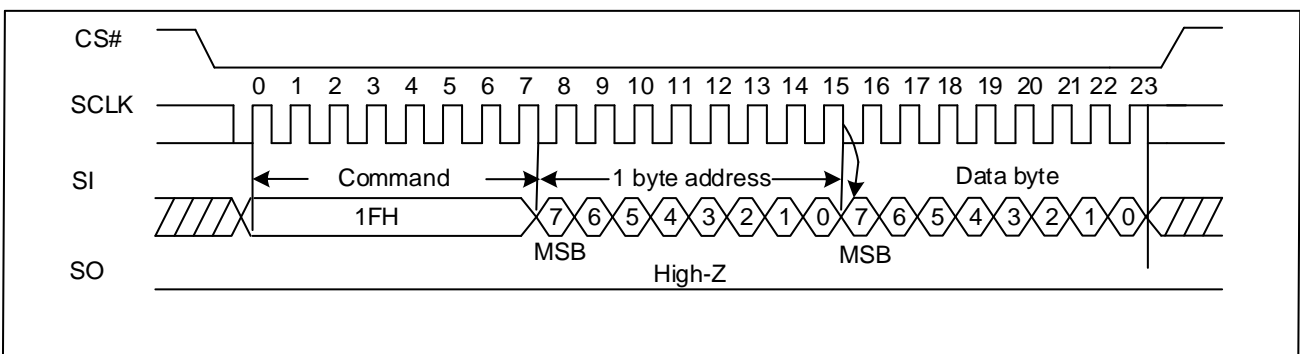 CS#
0 1 2 3 4 5 6 7 8 9 10 11 12 13 14 15 16 17 18 19 20 21 22 23
SCLK
SI Command 1 byte address Data byte
1FH 7 6 5 4 3 2 1 0 7 6 5 4 3 2 1 0
MSB MSB
SO High-Z